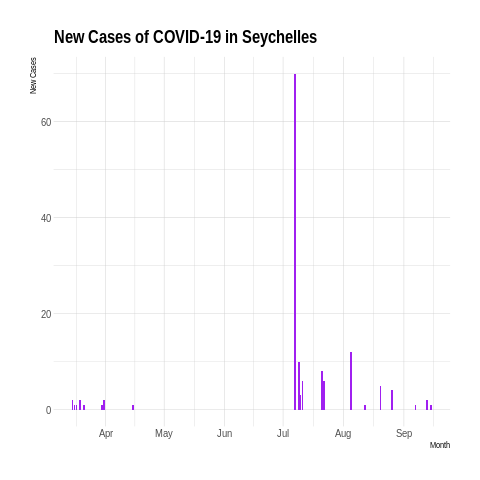 New Cases of COVID-19 in Seychelles
New Cases
60
40
20
0
Apr May Jun Jul Aug Sep
Month